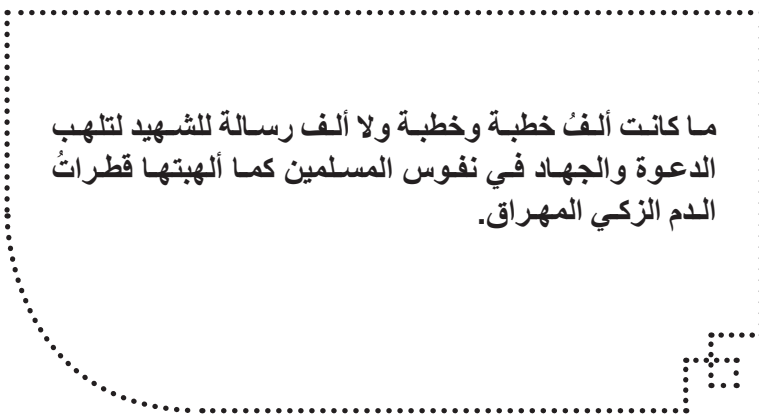 ما كانت ألفُ خطبة وخطبة ولا ألف رسالة للشهيد لتلهب
الدعوة والجهاد في نفوس المسلمين كما ألهبتها قطراتُ
الدم الزكي المهراق.